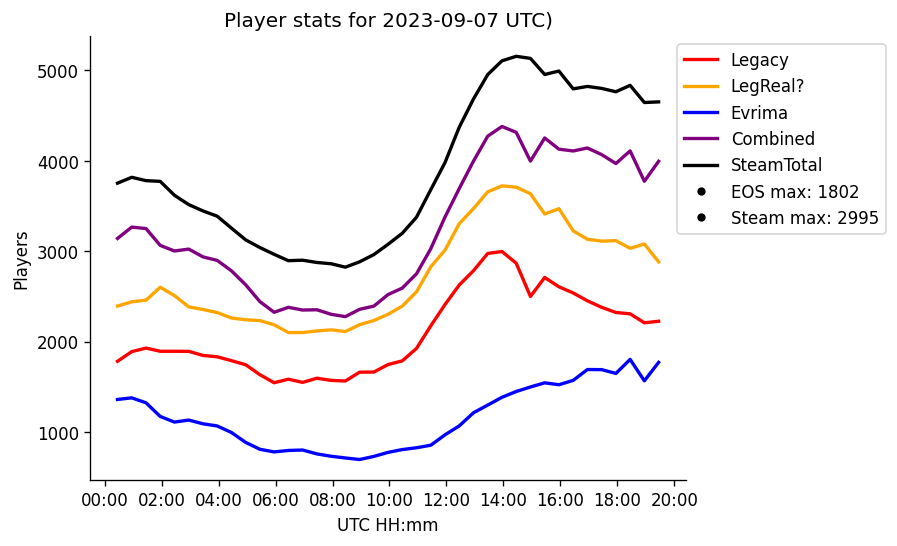 Player stats for 2023-09-07 UTC)
Players
5000
4000
3000
2000
1000
00:00 02:00 04:00 06:00 08:00 10:00 12:00 14:00 16:00 18:00 20:00
UTC HH:mm
Legacy
LegReal?
Evrima
Combined
SteamTotal
EOS max: 1802
Steam max: 2995